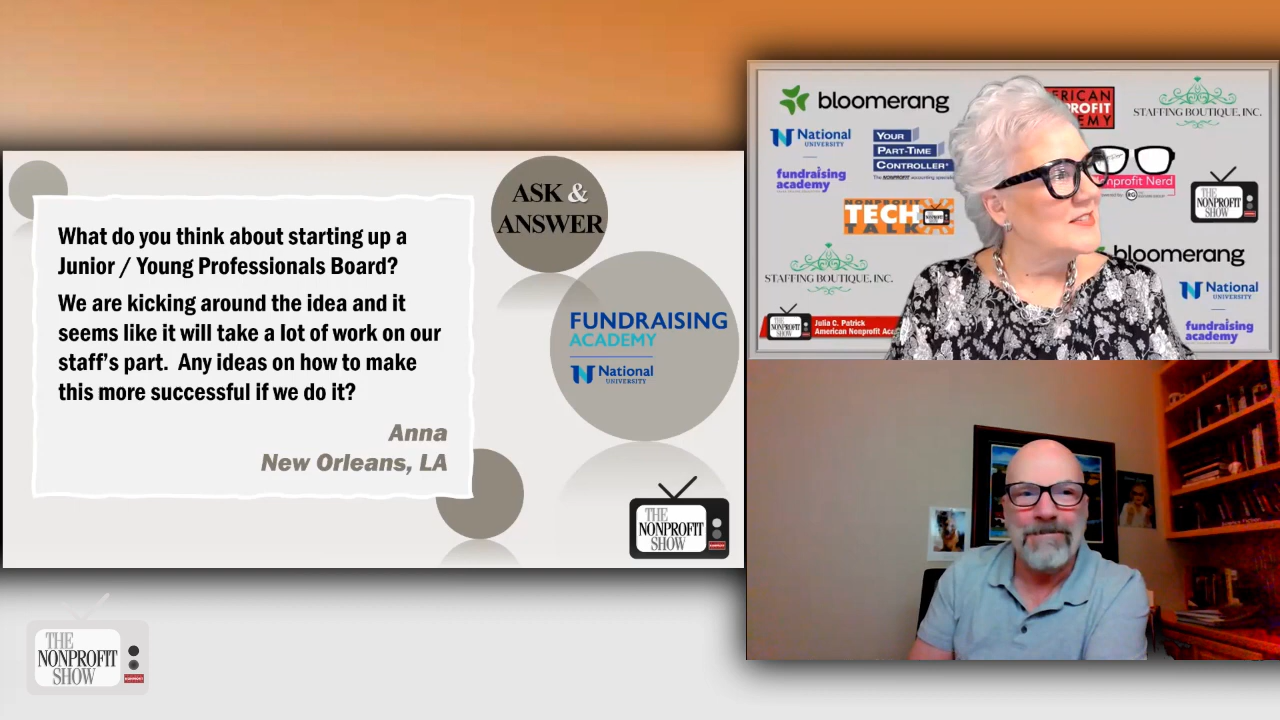 What do you think about starting up a
Junior / Young Professionals Board?
We are kicking around the idea and it
seems like it will take a lot of work on our
staff's part. Any ideas on how to make
this more successful if we do it?
Anna
New Orleans, LA
ASK &
ANSWER
FUNDRAISING
ACADEMY
National
UNIVERSITY
THE
NONPROFIT
SHOW
THE
NONPROFIT
SHOW
bloomerang
National
UNIVERSITY
fundraising
academy
YOUR
PART-TIME
CONTROLLER
NONPROFIT
TECH
TALK
STAFFING BOUTIQUE, INC.
STAFFING BOUTIQUE, INC.
Nonprofit Nerd
THE
NONPROFIT
SHOW
bloomerang
National
UNIVERSITY
fundraising
academy
Julia C. Patrick
American Nonprofit Ac